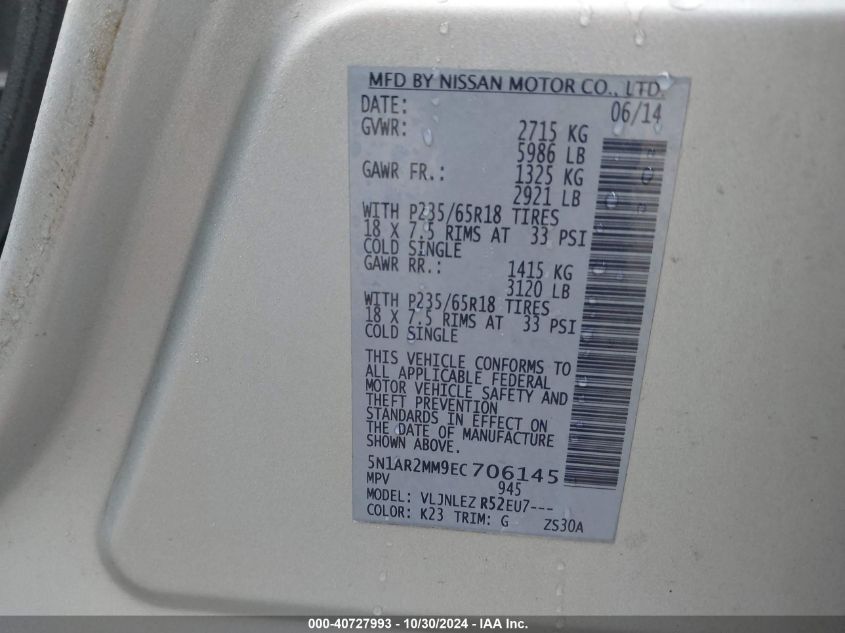 MFD BY NISSAN MOTOR CO., LTD.
DATE: 06/14
GVWR: 2715 KG
5986 LB
GAWR FR.: 1325 KG
2921 LB
WITH P235/65R18 TIRES
18 X 7.5 RIMS AT 33 PSI
COLD SINGLE
GAWR RR.: 1415 KG
3120 LB
WITH P235/65R18 TIRES
18 X 7.5 RIMS AT 33 PSI
COLD SINGLE
THIS VEHICLE CONFORMS TO
ALL APPLICABLE FEDERAL
MOTOR VEHICLE SAFETY AND
THEFT PREVENTION
STANDARDS IN EFFECT ON
THE DATE OF MANUFACTURE
SHOWN ABOVE.
5N1AR2MM9EC706145
MPV 945
MODEL: VLJNLEZ R52EU7---
COLOR: K23 TRIM: G ZS30A
000-40727993 - 10/30/2024 - IAA Inc.